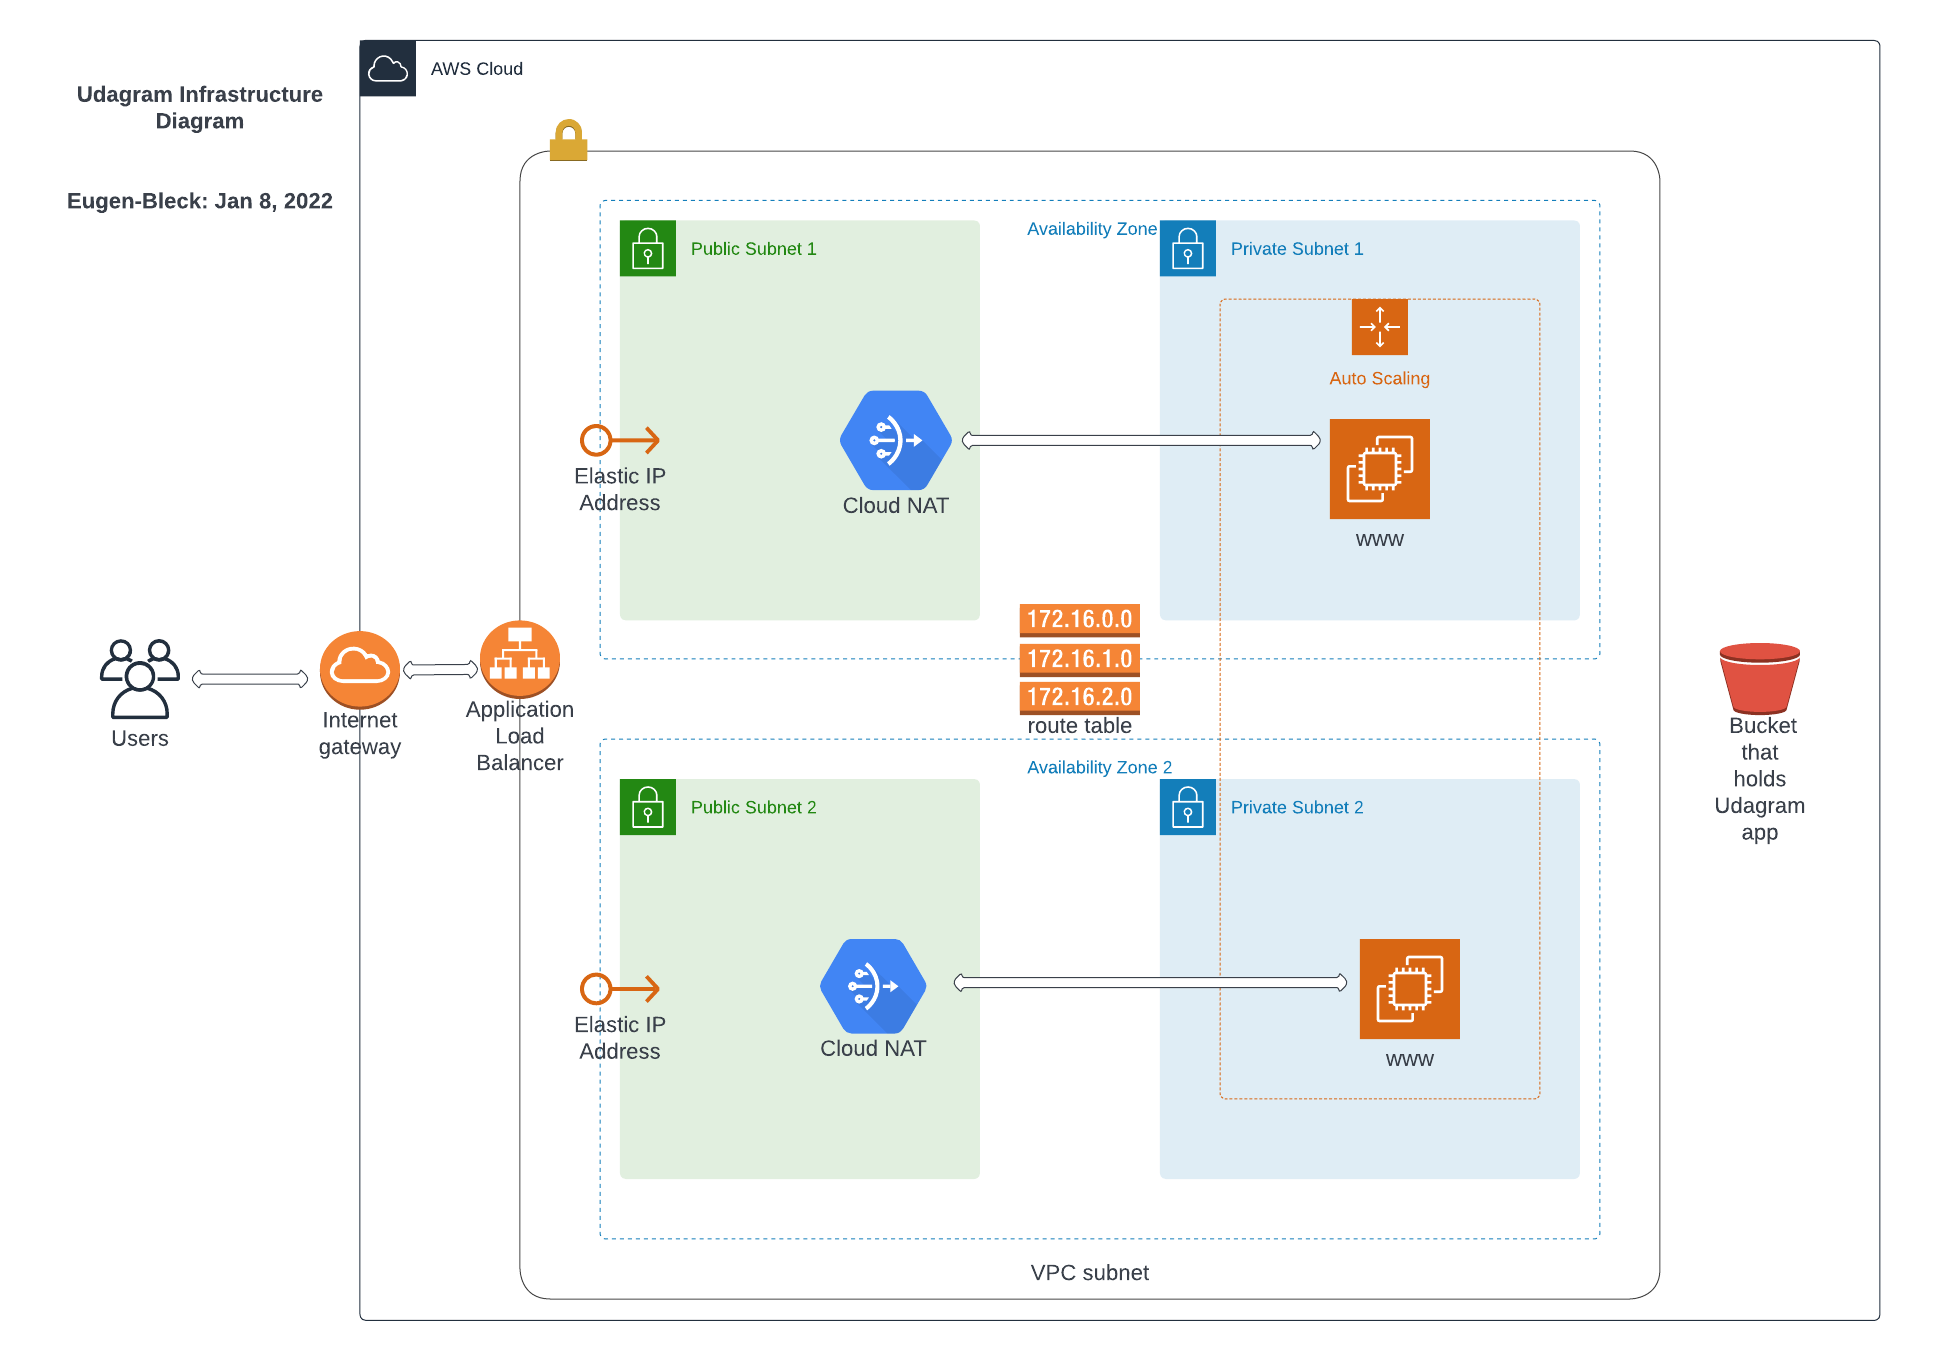 Udagram Infrastructure
Diagram
Eugen-Bleck: Jan 8, 2022
AWS Cloud
Availability Zone
Public Subnet 1
Private Subnet 1
Auto Scaling
Elastic IP
Address
Cloud NAT
www
172.16.0.0
172.16.1.0
172.16.2.0
route table
Users
Internet
gateway
Application
Load
Balancer
Bucket
that
holds
Udagram
app
Availability Zone 2
Public Subnet 2
Private Subnet 2
Elastic IP
Address
Cloud NAT
www
VPC subnet